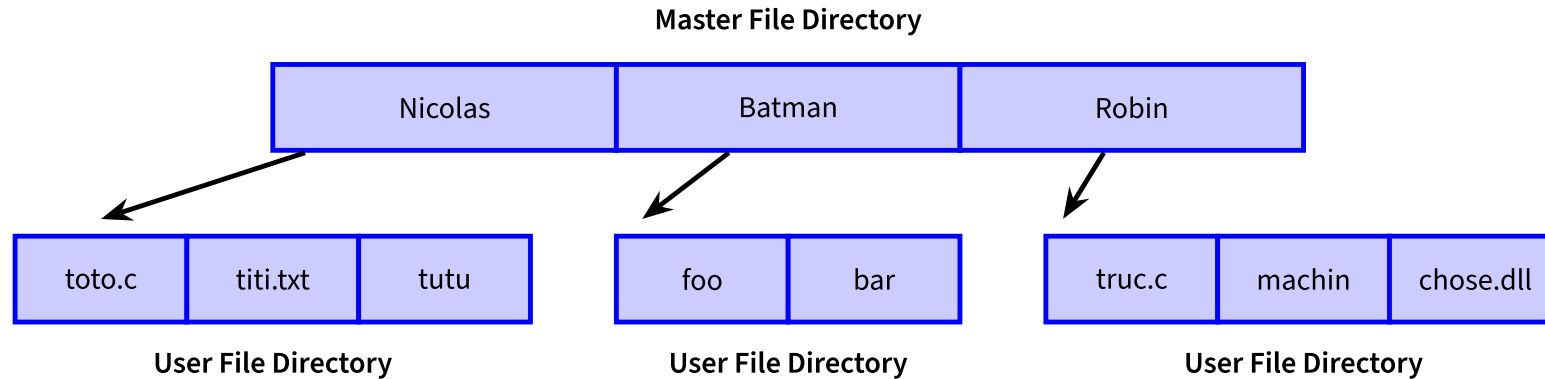 Master File Directory
Nicolas Batman Robin
toto.c titi.txt tutu foo bar truc.c machin chose.dll
User File Directory User File Directory User File Directory